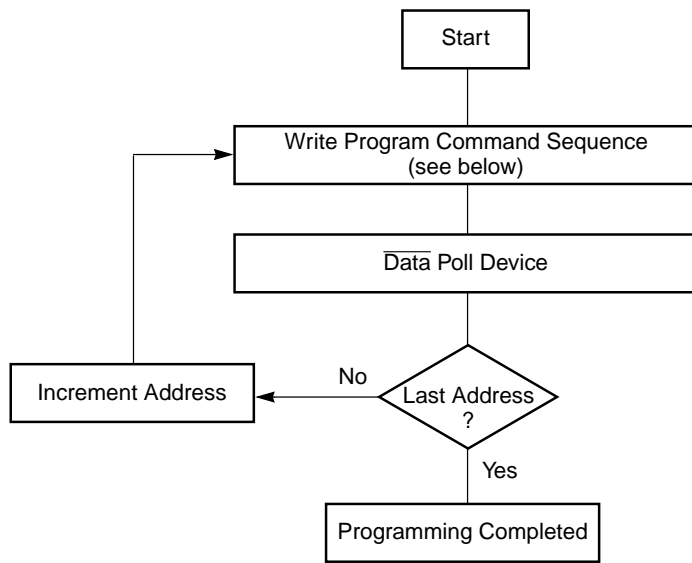 Start
Write Program Command Sequence
(see below)
Data Poll Device
No
Last Address
?
Increment Address
Yes
Programming Completed